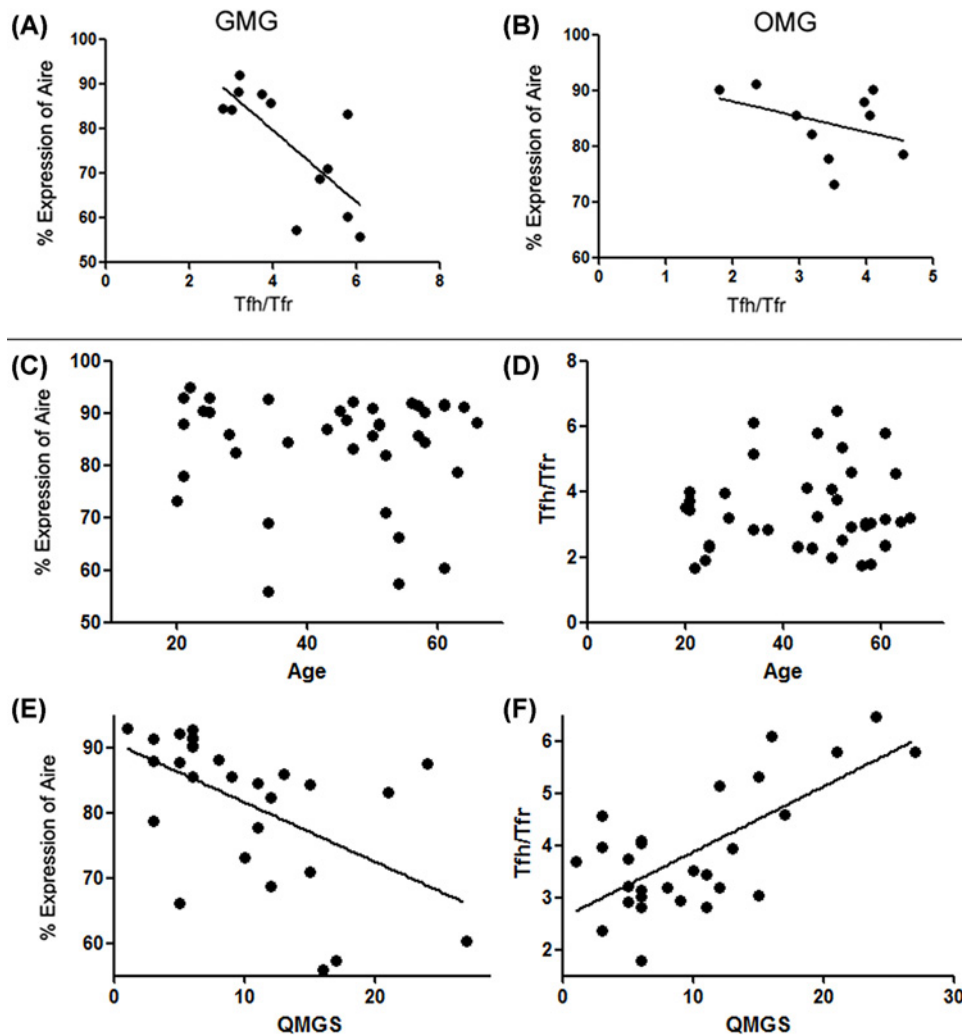 (A) GMG
% Expression of Aire
100
90
80
70
60
50
0 2 4 6 8
Tfh/Tfr
(B) OMG
% Expression of Aire
100
90
80
70
60
0 1 2 3 4 5
Tfh/Tfr
(C)
% Expression of Aire
100
90
80
70
60
50
20 40 60
Age
(D)
Tfh/Tfr
8
6
4
2
0
0 20 40 60
Age
(E)
% Expression of Aire
90
80
70
60
0 10 20
QMGS
(F)
Tfh/Tfr
6
5
4
3
2
0 10 20 30
QMGS